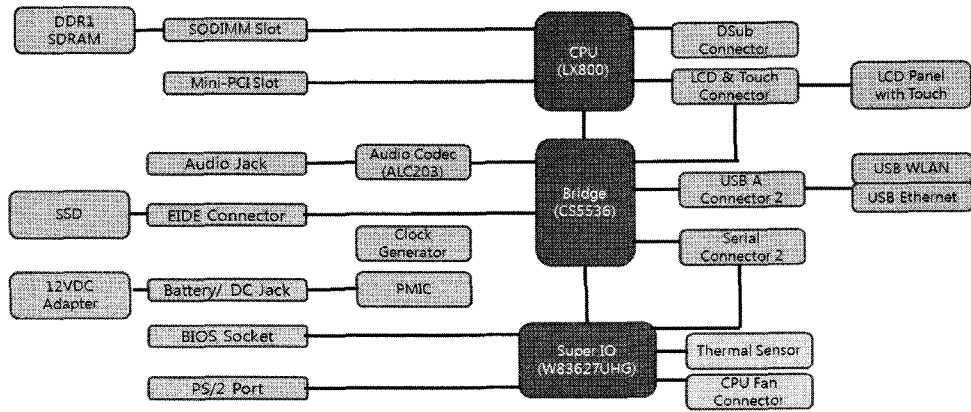 DDR1
SDRAM
SODIMM Slot
CPU
(LX800)
DSub
Connector
Mini-PCI Slot
LCD & Touch
Connector
LCD Panel
with Touch
Audio Jack
Audio Codec
(ALC203)
Bridge
(CS5536)
USB A
Connector 2
USB WLAN
USB Ethernet
SSD
EIDE Connector
Clock
Generator
Serial
Connector 2
12VDC
Adapter
Battery/ DC Jack
PMIC
BIOS Socket
Super IO
(W83627UHG)
Thermal Sensor
PS/2 Port
CPU Fan
Connector